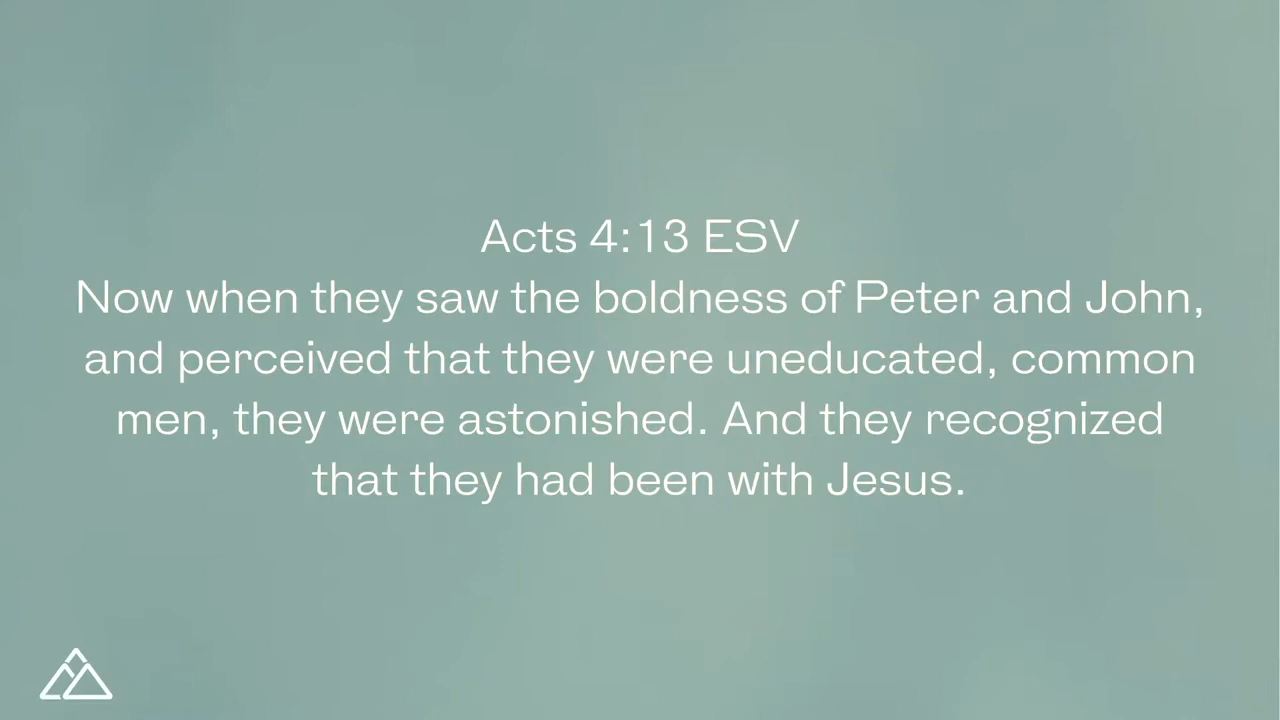 Acts 4:13 ESV
Now when they saw the boldness of Peter and John,
and perceived that they were uneducated, common
men, they were astonished. And they recognized
that they had been with Jesus.